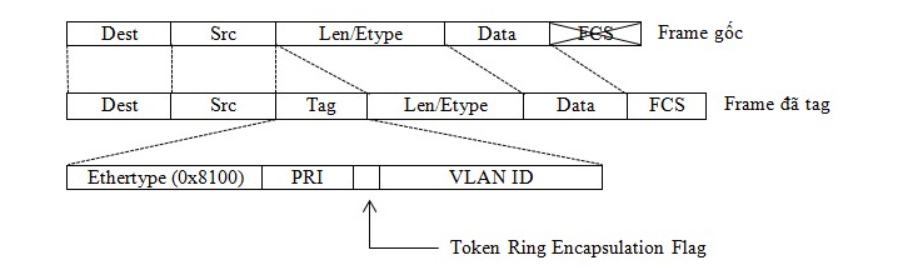 Dest Src Len/Etype Data FCS Frame gốc
Dest Src Tag Len/Etype Data FCS Frame đã tag
Ethertype (0x8100) PRI VLAN ID
Token Ring Encapsulation Flag